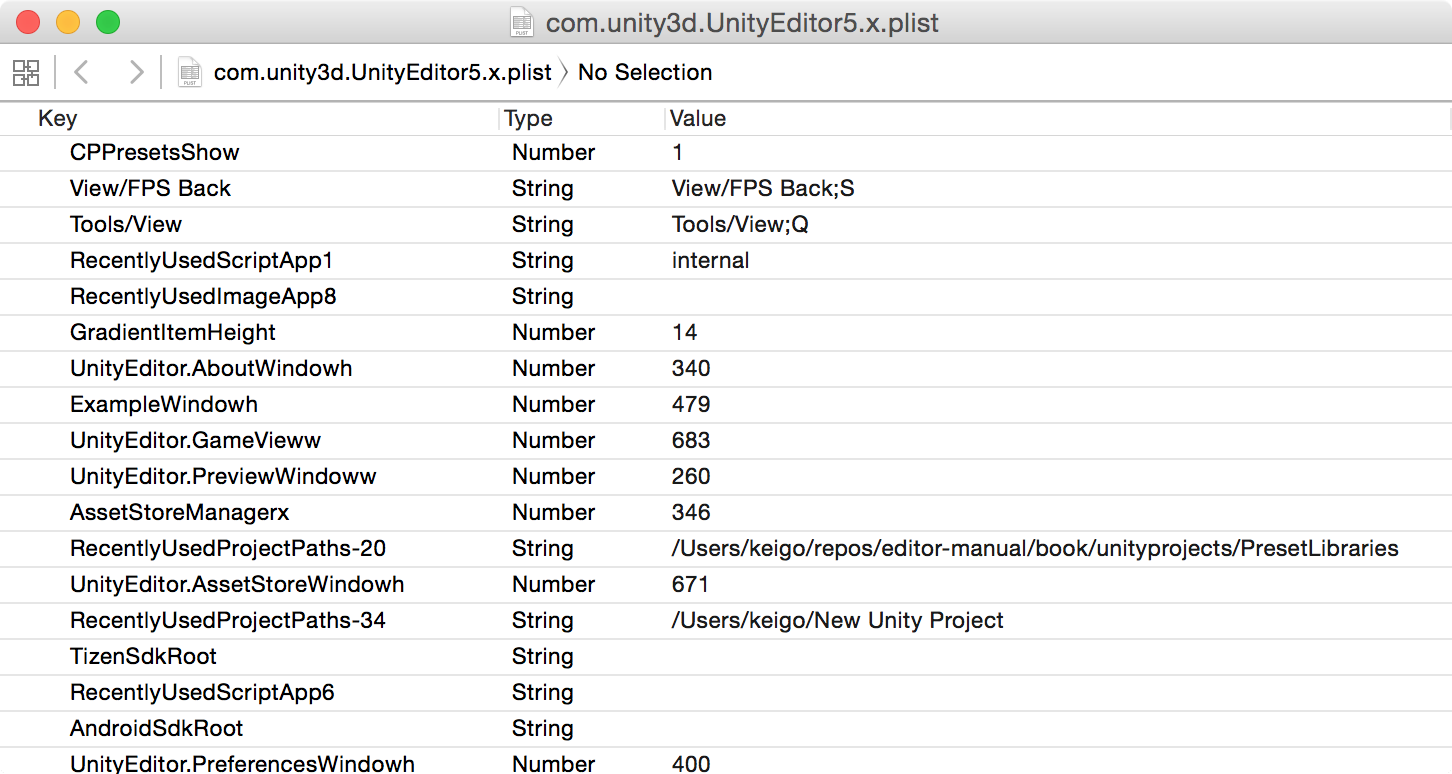 com.unity3d.UnityEditor5.x.plist
com.unity3d.UnityEditor5.x.plist No Selection
Key Type Value
CPPresetsShow Number 1
View/FPS Back String View/FPS Back;S
Tools/View String Tools/View;Q
RecentlyUsedScriptApp1 String internal
RecentlyUsedImageApp8 String
GradientItemHeight Number 14
UnityEditor.AboutWindowh Number 340
ExampleWindowh Number 479
UnityEditor.GameVieww Number 683
UnityEditor.PreviewWindoww Number 260
AssetStoreManagerx Number 346
RecentlyUsedProjectPaths-20 String /Users/keigo/repos/editor-manual/book/unityprojects/PresetLibraries
UnityEditor.AssetStoreWindowh Number 671
RecentlyUsedProjectPaths-34 String /Users/keigo/New Unity Project
TizenSdkRoot String
RecentlyUsedScriptApp6 String
AndroidSdkRoot String
UnityEditor.PreferencesWindowh Number 400